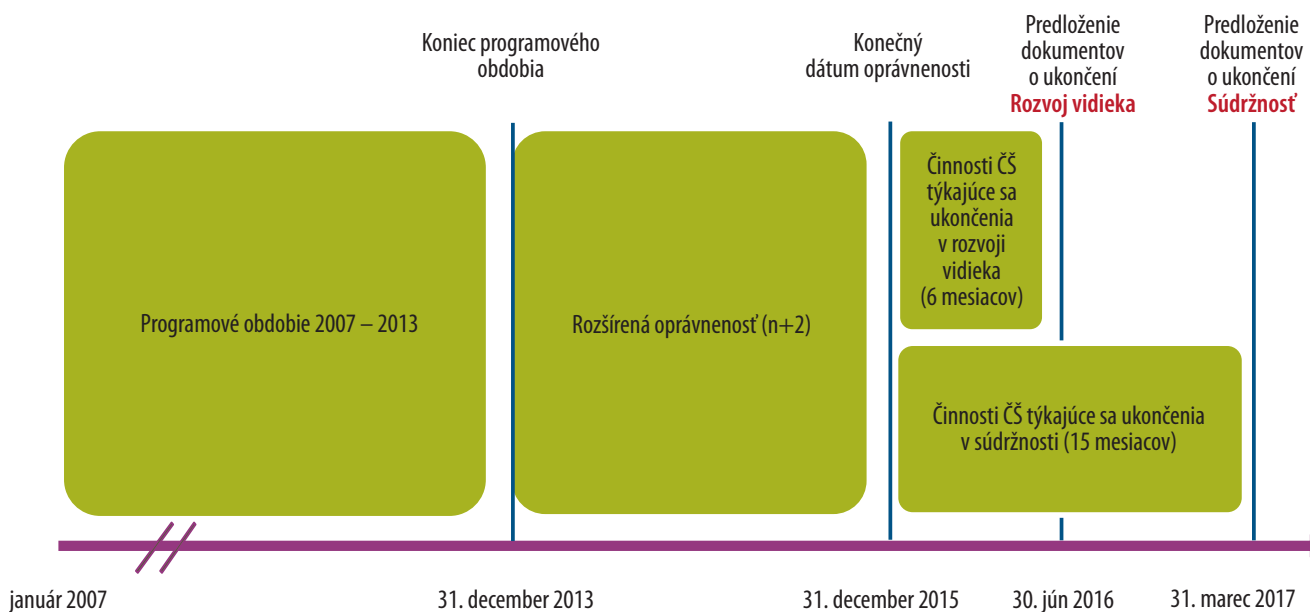 Koniec programového
obdobia
Konečný
dátum oprávnenosti
Predloženie
dokumentov
o ukončení
Rozvoj vidieka
Predloženie
dokumentov
o ukončení
Súdržnosť
Programové obdobie 2007 – 2013
Rozšírená oprávnenosť (n+2)
Činnosti ČŠ
týkajúce sa
ukončenia
v rozvoji
vidieka
(6 mesiacov)
Činnosti ČŠ týkajúce sa ukončenia
v súdržnosti (15 mesiacov)
január 2007
31. december 2013
31. december 2015
30. jún 2016
31. marec 2017